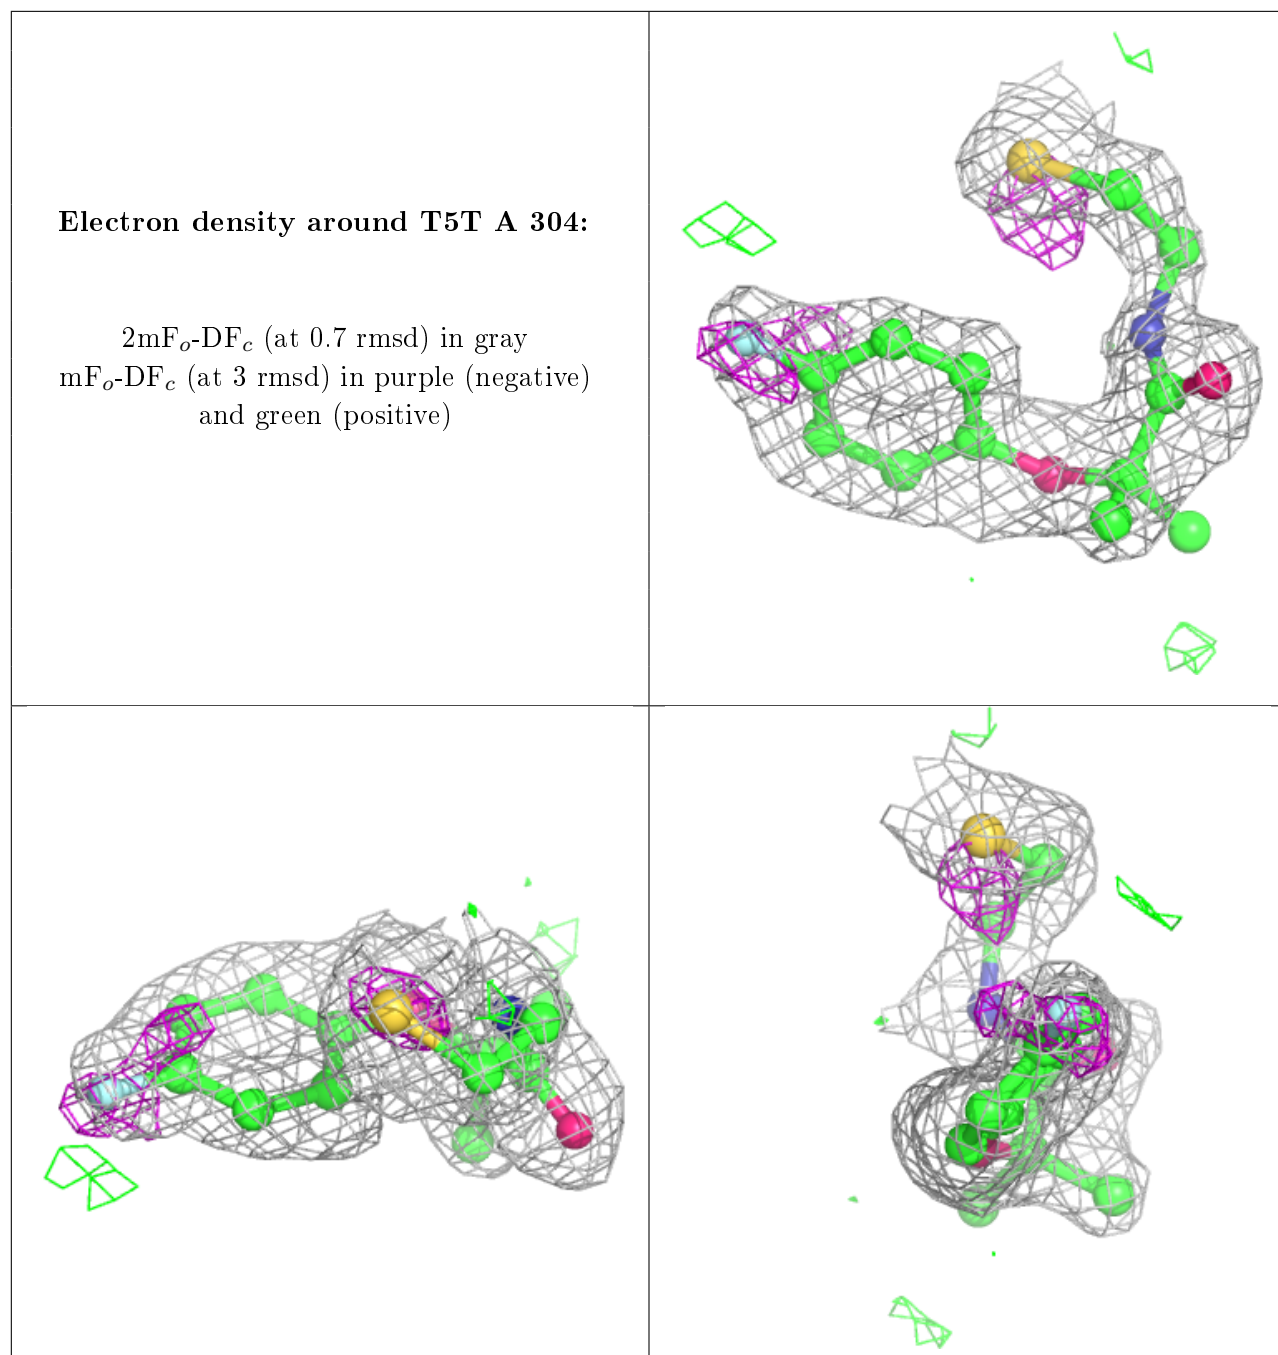 Electron density around T5T A 304:
2mFo-DFc (at 0.7 rmsd) in gray
mFo-DFc (at 3 rmsd) in purple (negative)
and green (positive)